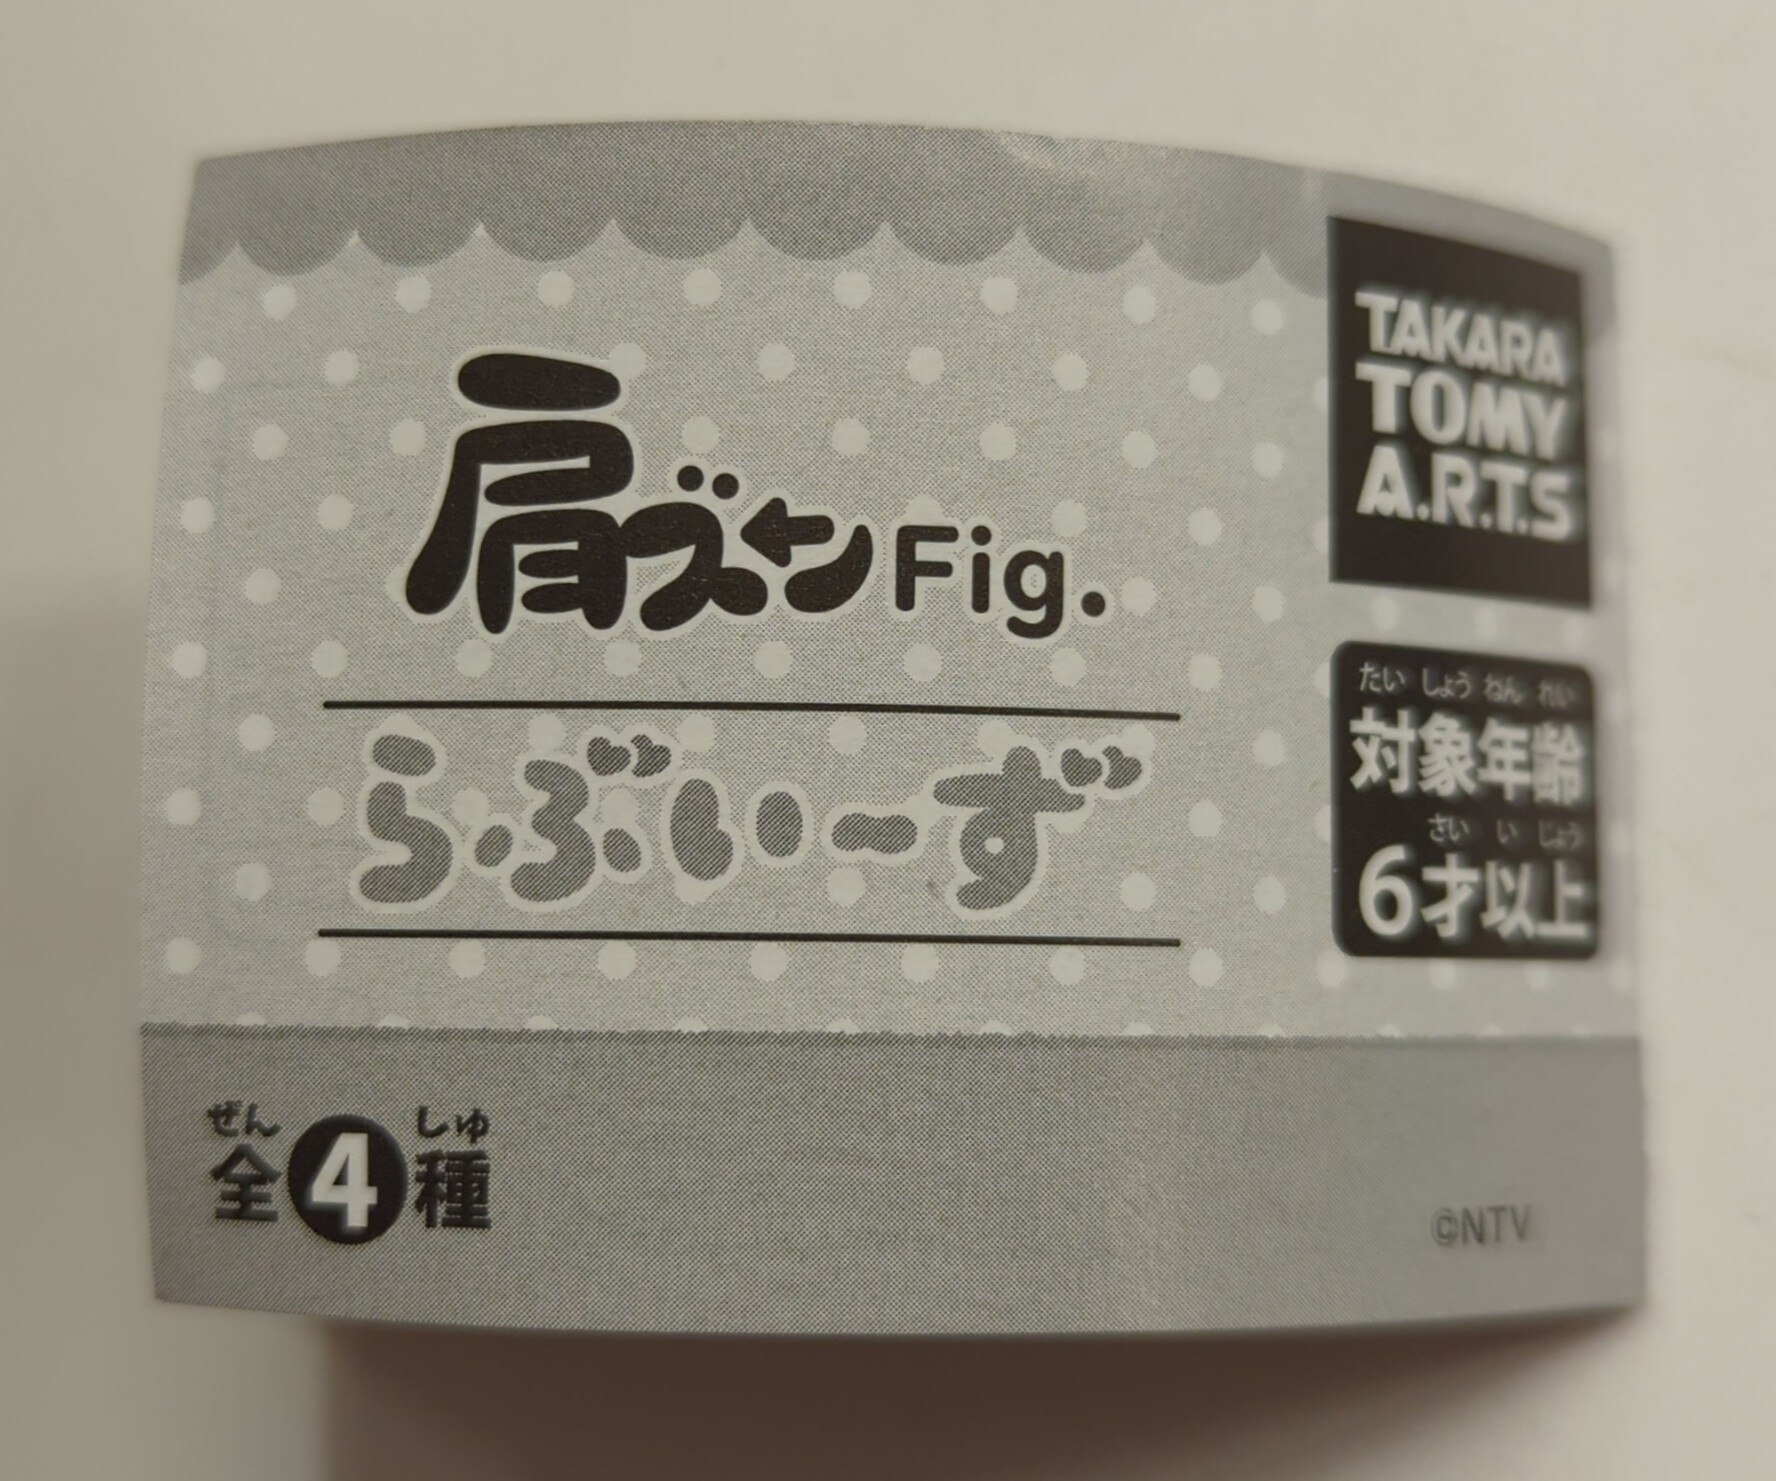 肩ズンFig.
らぶい〜ず
TAKARA
TOMY
A.R.T.S
たいしょうねんれい
対象年齢
さいいじょう
6才以上
ぜん しゅ
全4種
©NTV